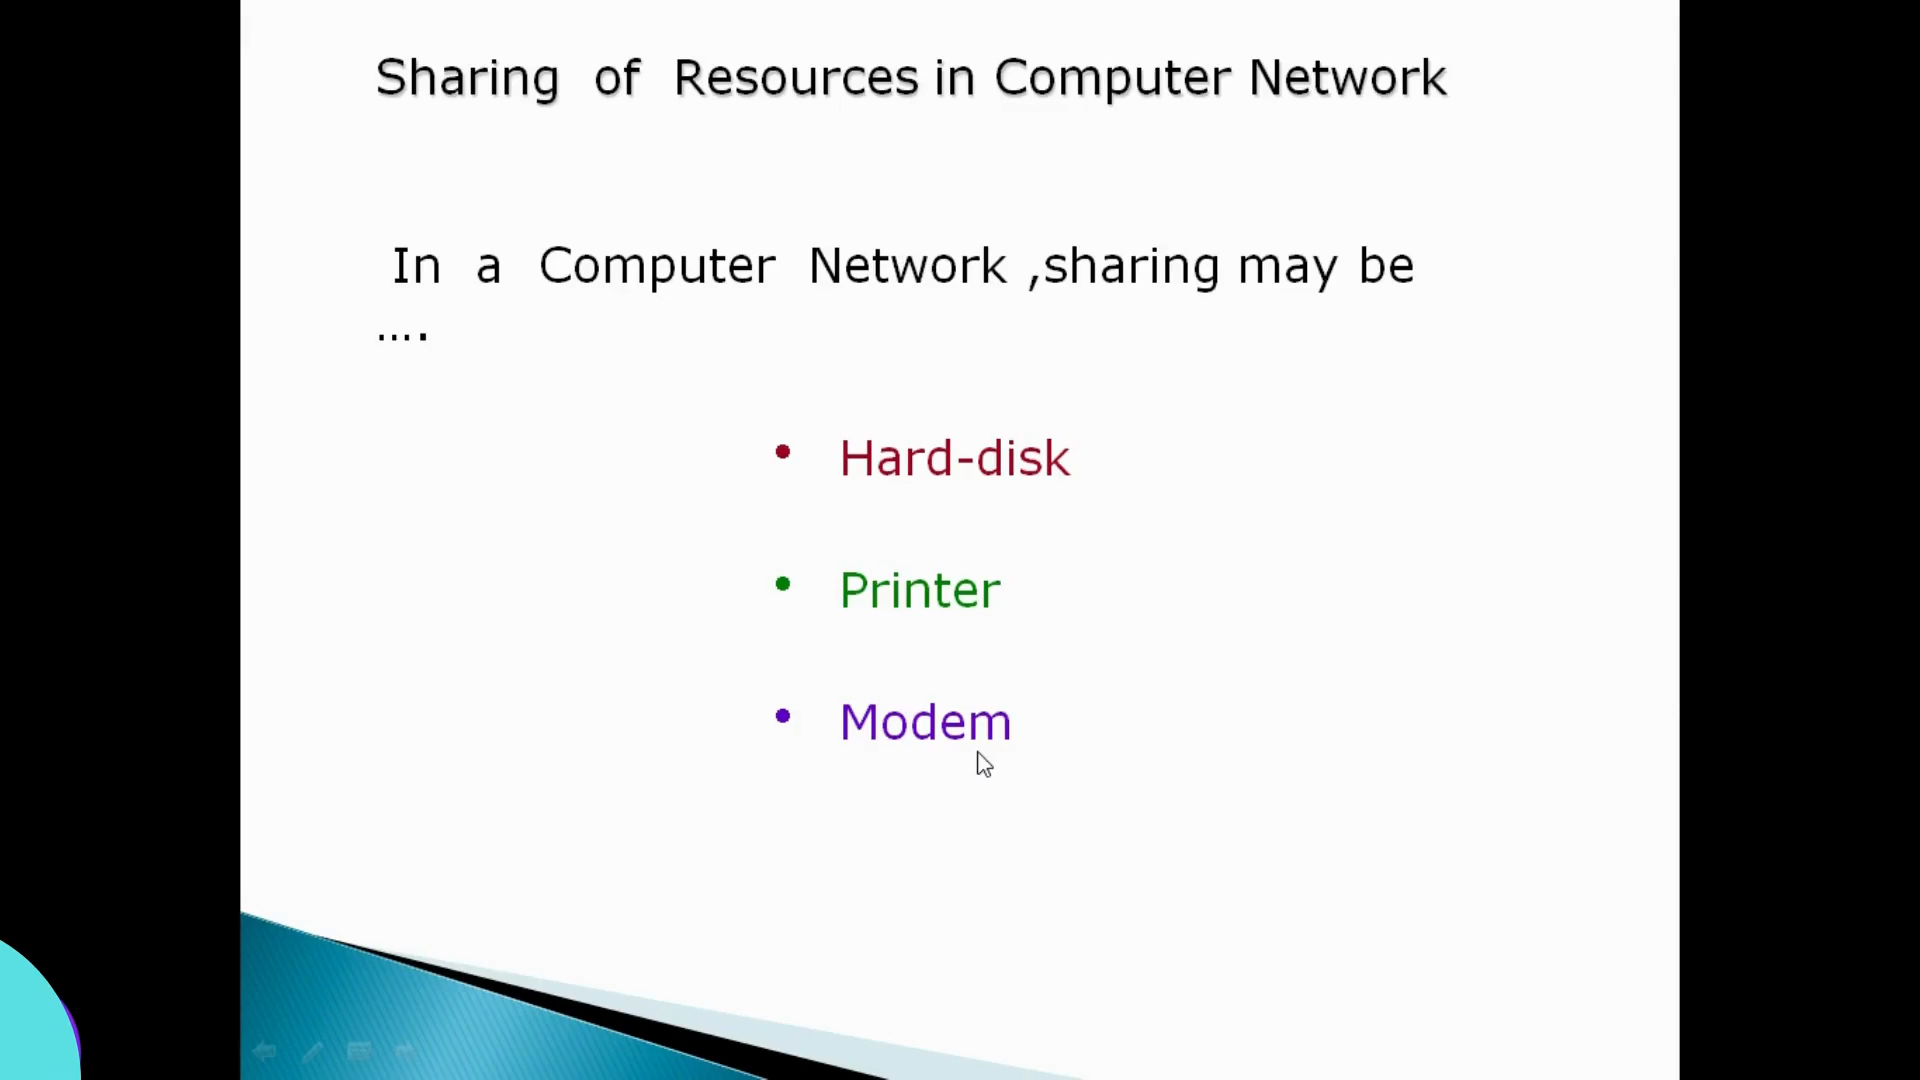 Sharing of Resources in Computer Network
In a Computer Network ,sharing may be
....
• Hard-disk
• Printer
• Modem